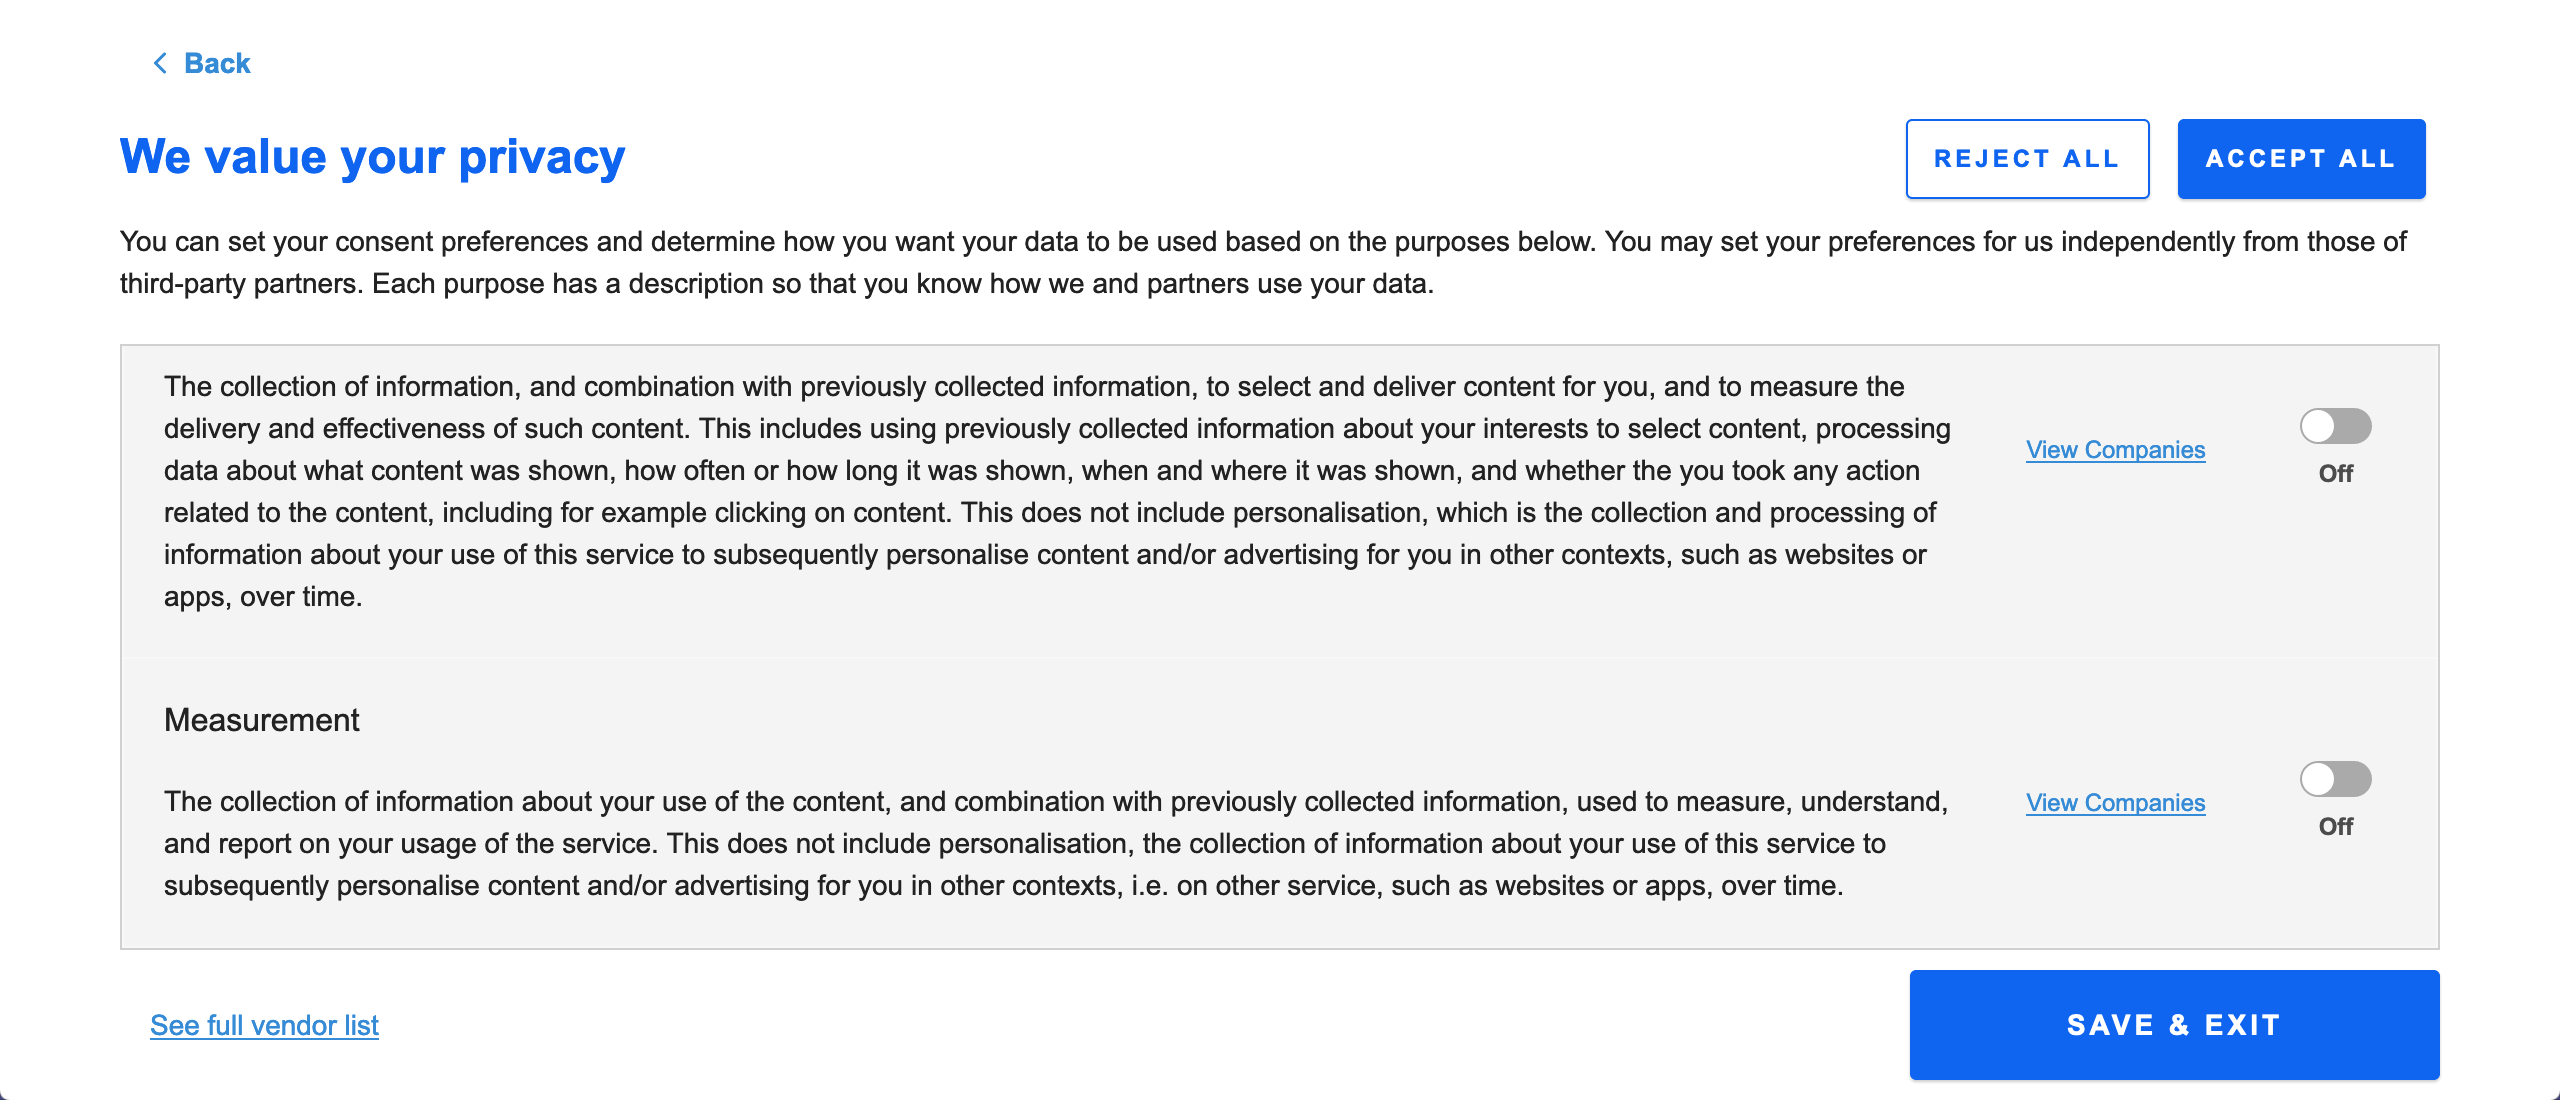 Back
We value your privacy
REJECT ALL
ACCEPT ALL
You can set your consent preferences and determine how you want your data to be used based on the purposes below. You may set your preferences for us independently from those of
third-party partners. Each purpose has a description so that you know how we and partners use your data.
The collection of information, and combination with previously collected information, to select and deliver content for you, and to measure the
delivery and effectiveness of such content. This includes using previously collected information about your interests to select content, processing
data about what content was shown, how often or how long it was shown, when and where it was shown, and whether the you took any action
related to the content, including for example clicking on content. This does not include personalisation, which is the collection and processing of
information about your use of this service to subsequently personalise content and/or advertising for you in other contexts, such as websites or
apps, over time.
View Companies
Off
Measurement
The collection of information about your use of the content, and combination with previously collected information, used to measure, understand,
and report on your usage of the service. This does not include personalisation, the collection of information about your use of this service to
subsequently personalise content and/or advertising for you in other contexts, i.e. on other service, such as websites or apps, over time.
View Companies
Off
See full vendor list
SAVE & EXIT